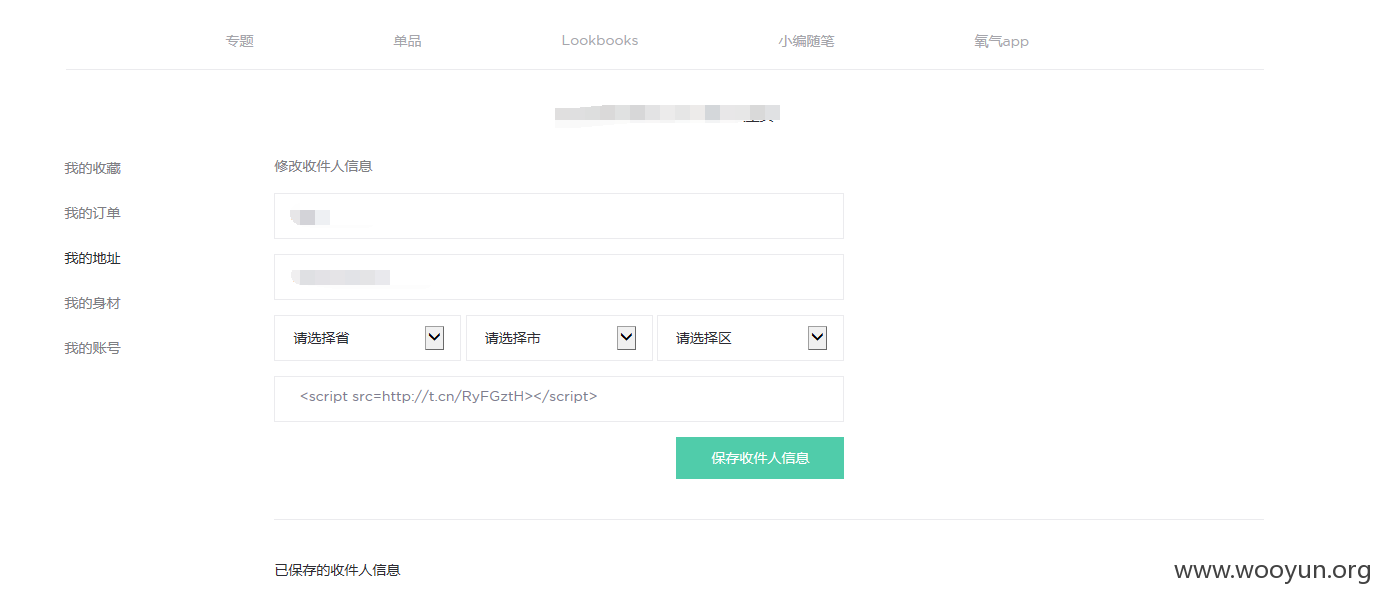 专题 单品 Lookbooks 小编随笔 氧气app
我的收藏
修改收件人信息
我的订单
我的地址
我的身材
请选择省 请选择市 请选择区
我的账号
<script src=http://t.cn/RyFGztH></script>
保存收件人信息
已保存的收件人信息
www.wooyun.org